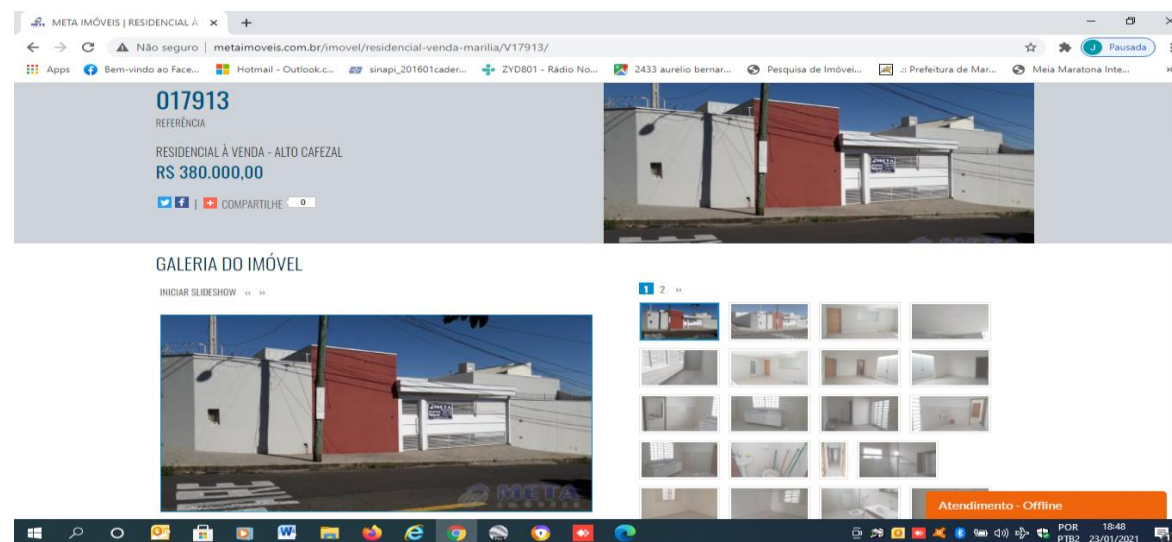 META IMÓVEIS | RESIDENCIAL À
Não seguro | metaimoveis.com.br/imovel/residencial-venda-marilia/V17913/
Pausada
Apps Bem-vindo ao Face... Hotmail - Outlook.c... sinapi_201601cader... ZYD801 - Rádio No... 2433 aurelio bernar... Pesquisa de Imóvei... .:: Prefeitura de Mar... Meia Maratona Inte...
017913
REFERÊNCIA
RESIDENCIAL À VENDA - ALTO CAFEZAL
R$ 380.000,00
COMPARTILHE 0
GALERIA DO IMÓVEL
INICIAR SLIDESHOW ‹‹ ››
1 2 ››
META
META
Atendimento - Offline
POR 18:48
PTB2 23/01/2021